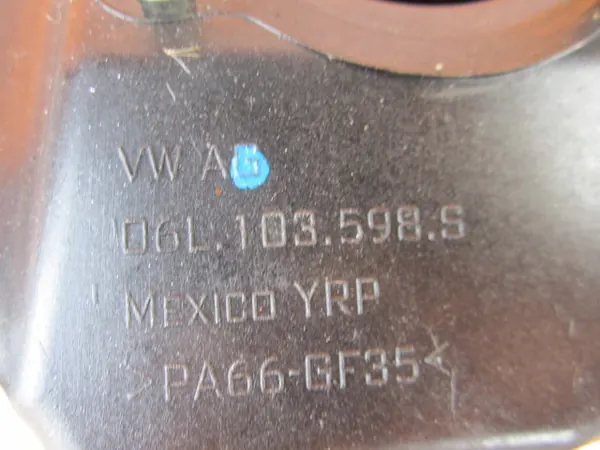 VW AG
06L.103.598.S
MEXICO YRP
>PA66-GF35<